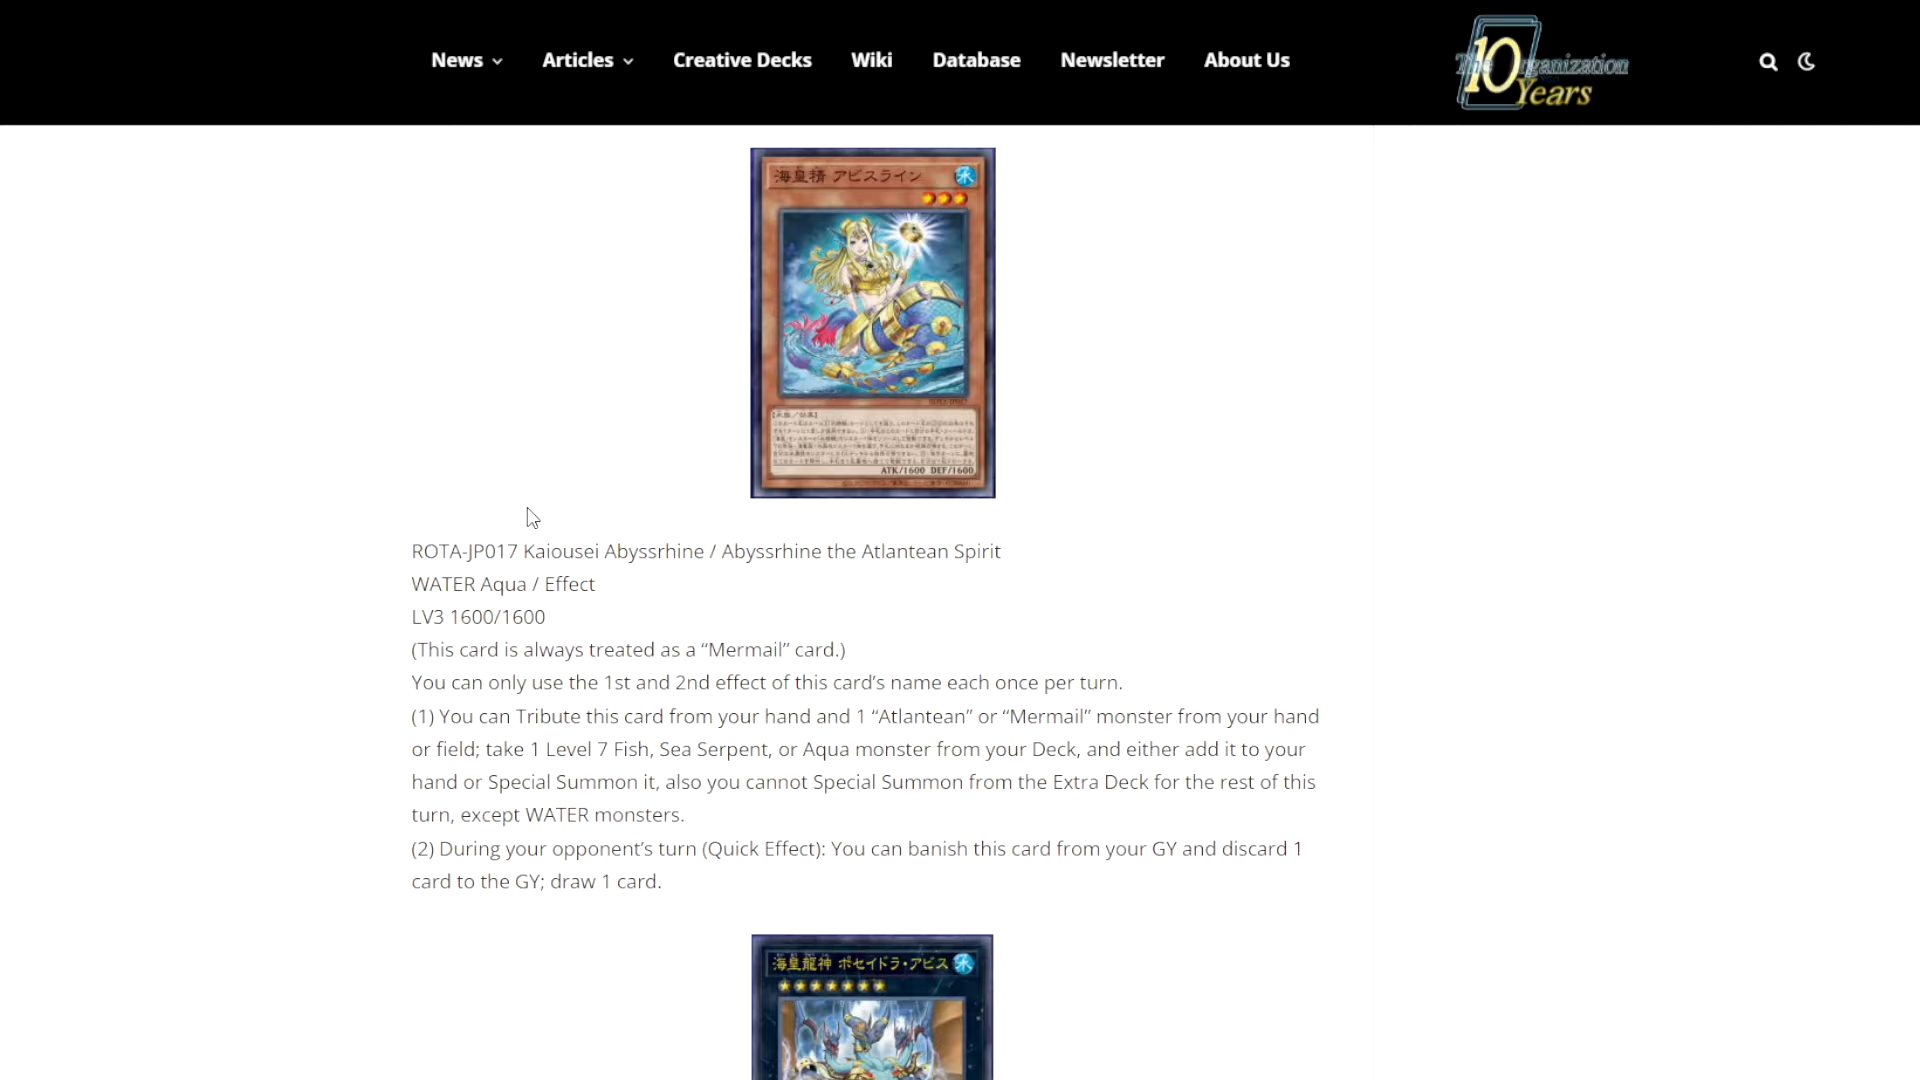 News
Articles
Creative Decks
Wiki
Database
Newsletter
About Us
The Organization
10 Years
海皇精 アビスライン
水
ATK/1600 DEF/1600
ROTA-JP017 Kaiousei Abyssrhine / Abyssrhine the Atlantean Spirit
WATER Aqua / Effect
LV3 1600/1600
(This card is always treated as a “Mermail” card.)
You can only use the 1st and 2nd effect of this card’s name each once per turn.
(1) You can Tribute this card from your hand and 1 “Atlantean” or “Mermail” monster from your hand
or field; take 1 Level 7 Fish, Sea Serpent, or Aqua monster from your Deck, and either add it to your
hand or Special Summon it, also you cannot Special Summon from the Extra Deck for the rest of this
turn, except WATER monsters.
(2) During your opponent’s turn (Quick Effect): You can banish this card from your GY and discard 1
card to the GY; draw 1 card.
海皇龍神 ポセイドラ・アビス
水